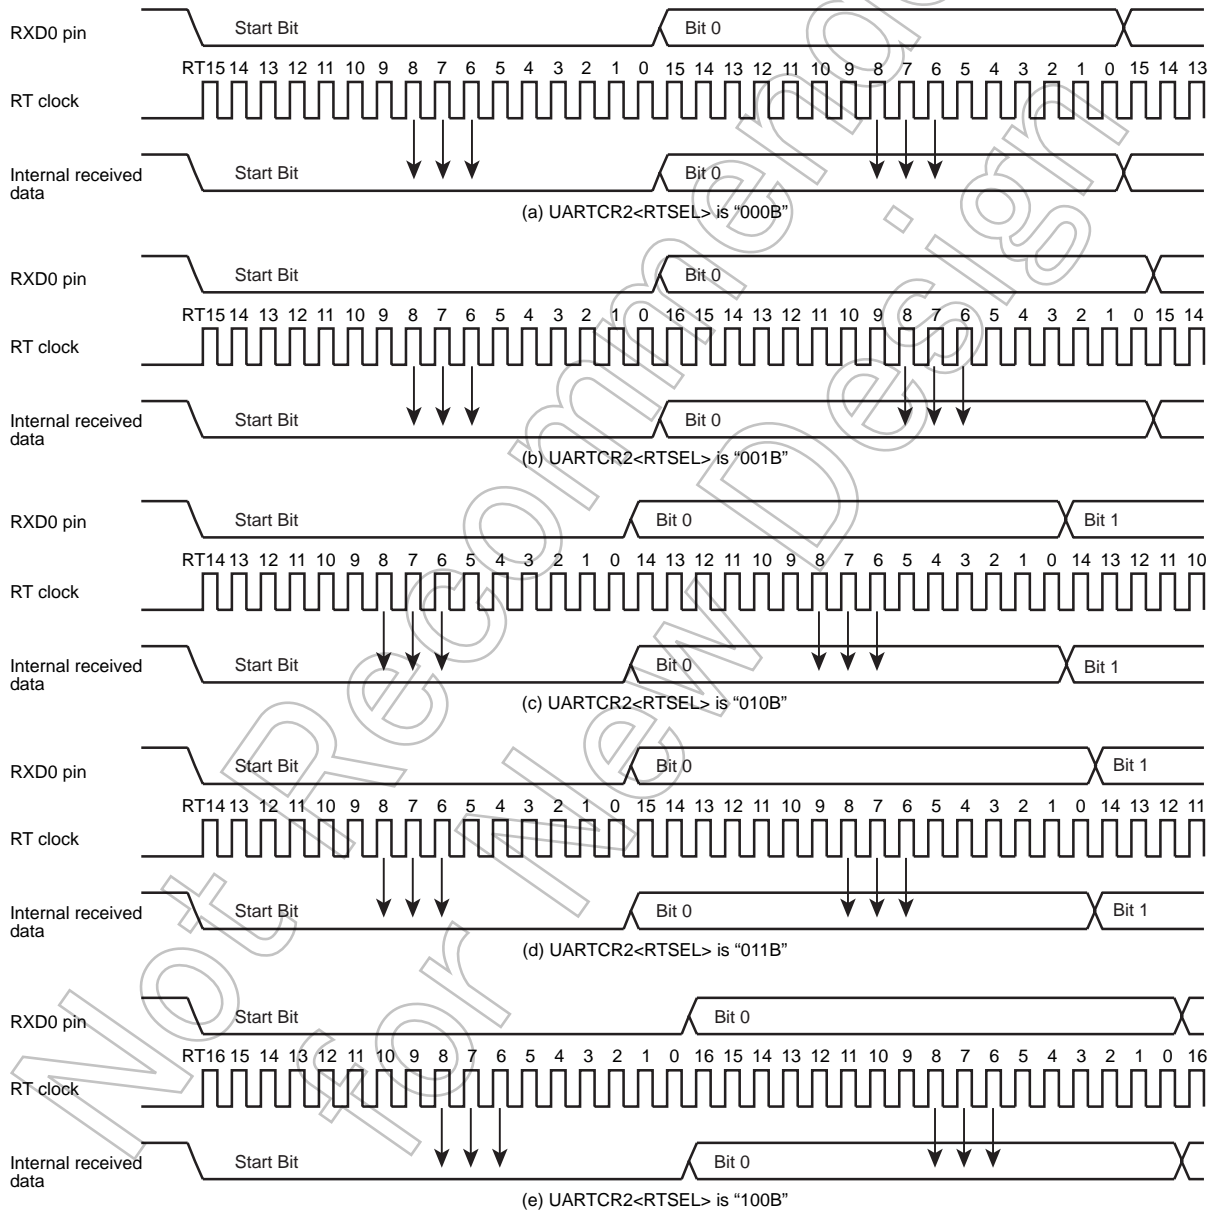 RXD0 pin Start Bit Bit 0
RT15 14 13 12 11 10 9 8 7 6 5 4 3 2 1 0 15 14 13 12 11 10 9 8 7 6 5 4 3 2 1 0 15 14 13
RT clock
Internal received data Start Bit Bit 0
(a) UARTCR2<RTSEL> is “000B”
RXD0 pin Start Bit Bit 0
RT15 14 13 12 11 10 9 8 7 6 5 4 3 2 1 0 16 15 14 13 12 11 10 9 8 7 6 5 4 3 2 1 0 15 14
RT clock
Internal received data Start Bit Bit 0
(b) UARTCR2<RTSEL> is “001B”
RXD0 pin Start Bit Bit 0 Bit 1
RT14 13 12 11 10 9 8 7 6 5 4 3 2 1 0 14 13 12 11 10 9 8 7 6 5 4 3 2 1 0 14 13 12 11 10
RT clock
Internal received data Start Bit Bit 0 Bit 1
(c) UARTCR2<RTSEL> is “010B”
RXD0 pin Start Bit Bit 0 Bit 1
RT14 13 12 11 10 9 8 7 6 5 4 3 2 1 0 15 14 13 12 11 10 9 8 7 6 5 4 3 2 1 0 14 13 12 11
RT clock
Internal received data Start Bit Bit 0 Bit 1
(d) UARTCR2<RTSEL> is “011B”
RXD0 pin Start Bit Bit 0
RT16 15 14 13 12 11 10 9 8 7 6 5 4 3 2 1 0 16 15 14 13 12 11 10 9 8 7 6 5 4 3 2 1 0 16
RT clock
Internal received data Start Bit Bit 0
(e) UARTCR2<RTSEL> is “100B”
Not
for New Design